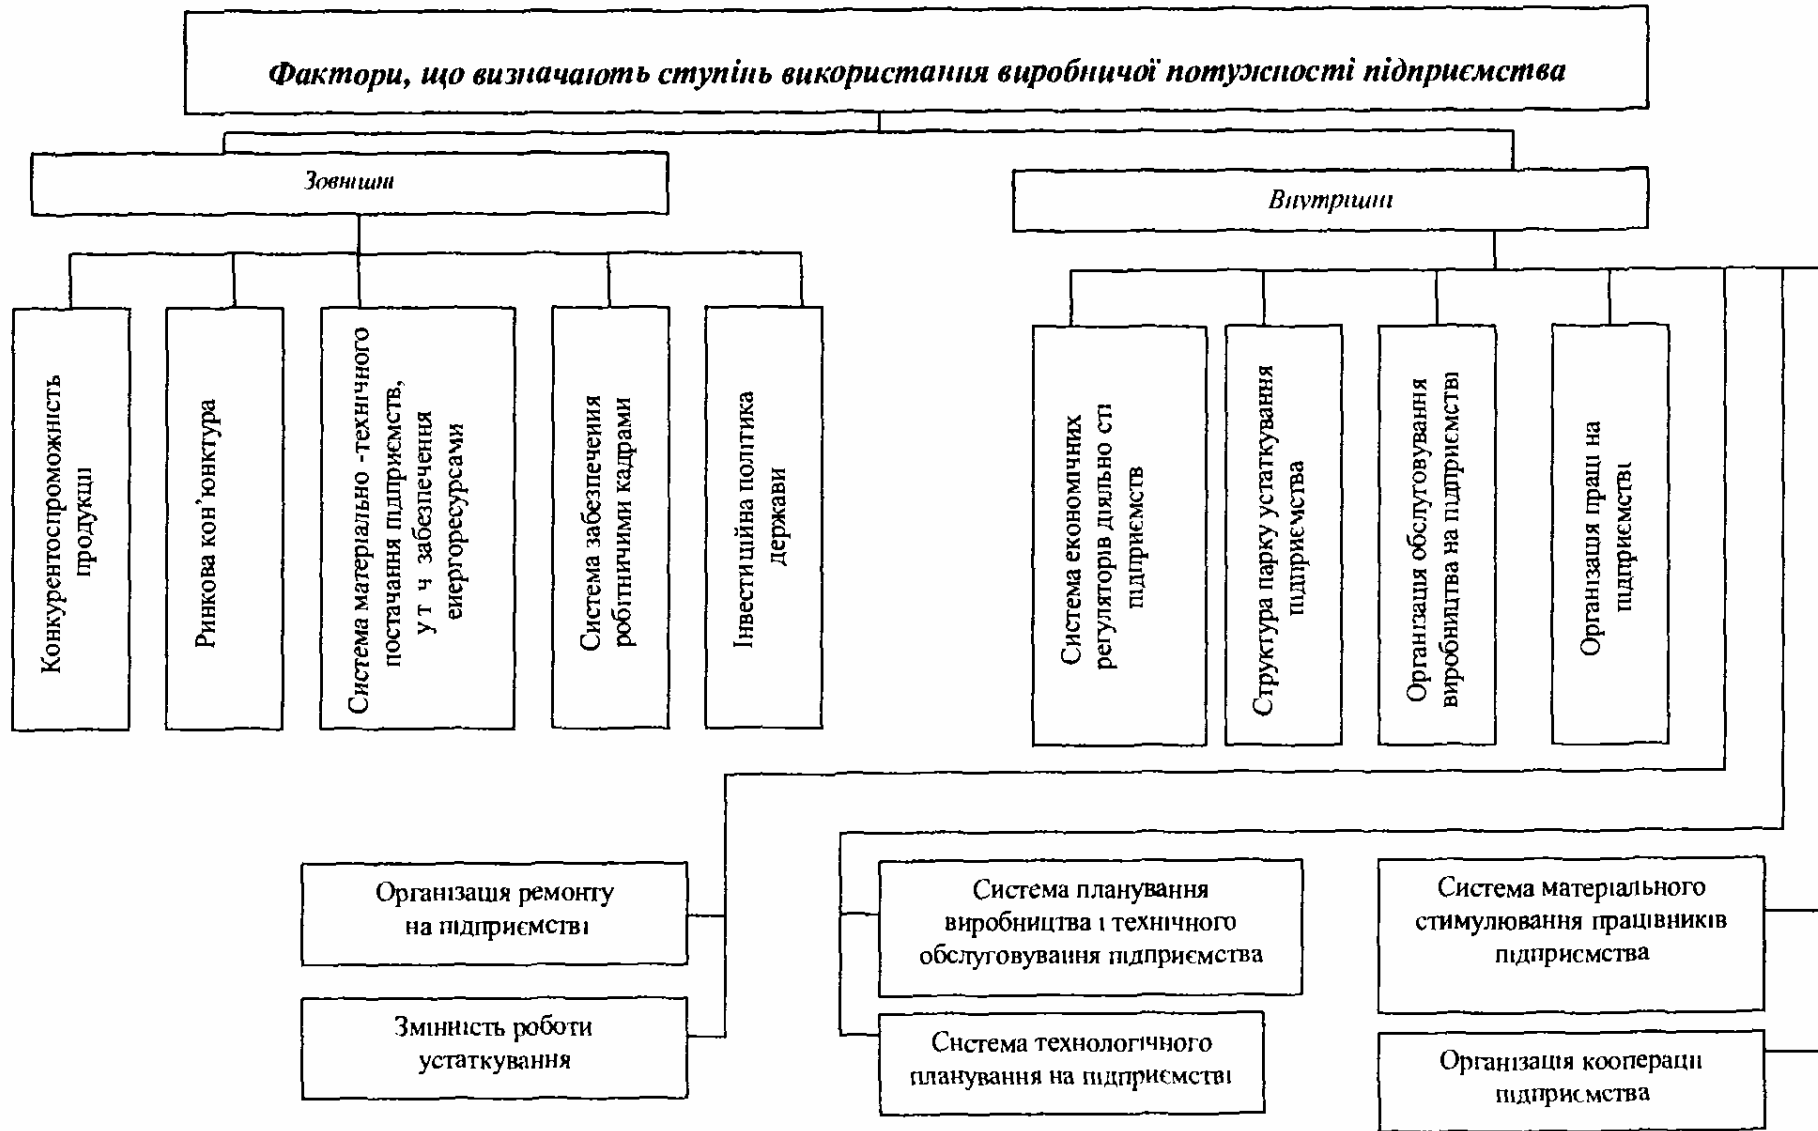 Фактори, що визначають ступінь використання виробничої потужності підприємства
Зовнішні
Внутрішні
Конкурентоспроможність
продукції
Ринкова кон'юнктура
Система матеріально -технічного
постачання підприємств,
у т ч забезпечення
енергоресурсами
Система забезпечення
робітничими кадрами
Інвестиційна політика
держави
Система економічних
регуляторів діяльно сті
підприємств
Структура парку устаткування
підприємства
Організація обслуговування
виробництва на підприємстві
Організація праці на
підприємстві
Організація ремонту
на підприємстві
Змінність роботи
устаткування
Система планування
виробництва і технічного
обслуговування підприємства
Система технологічного
планування на підприємстві
Система матеріального
стимулювання працівників
підприємства
Організація кооперації
підприємства